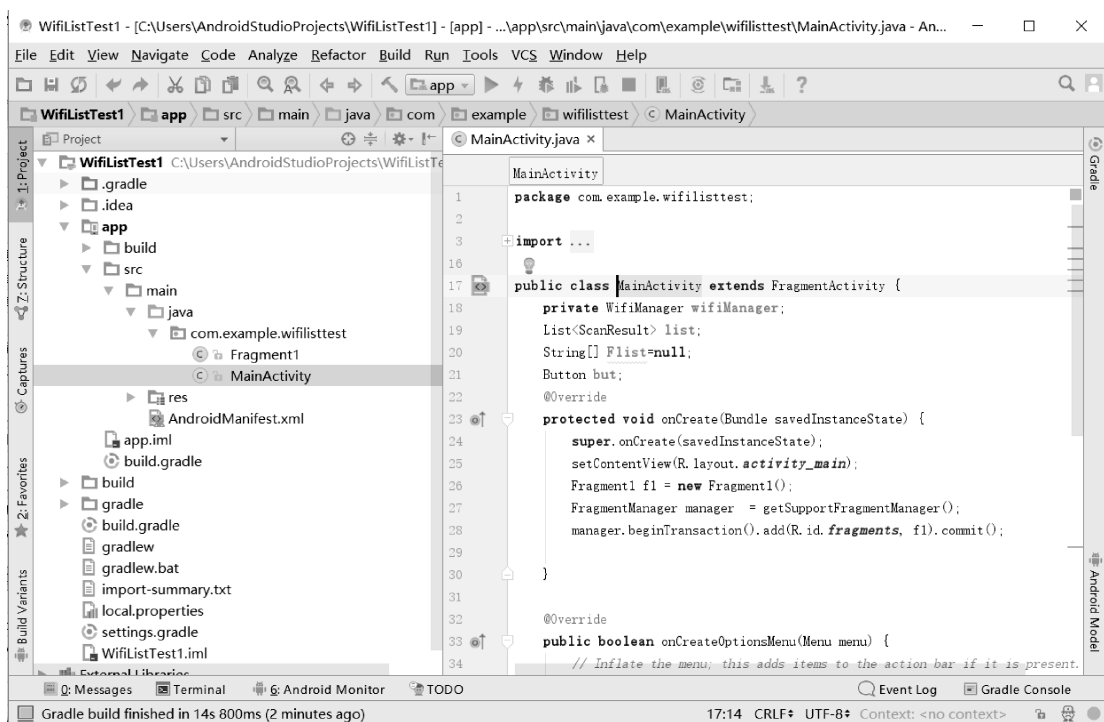 WifiListTest1 - [C:\Users\AndroidStudioProjects\WifiListTest1] - [app] - ...\app\src\main\java\com\example\wifilisttest\MainActivity.java - An...
File Edit View Navigate Code Analyze Refactor Build Run Tools VCS Window Help
app
WifiListTest1 app src main java com example wifilisttest MainActivity
Project
MainActivity.java
1: Project
Z: Structure
Captures
2: Favorites
Build Variants
WifiListTest1 C:\Users\AndroidStudioProjects\WifiListTe
.gradle
.idea
app
build
src
main
java
com.example.wifilisttest
Fragment1
MainActivity
res
AndroidManifest.xml
app.iml
build.gradle
build
gradle
build.gradle
gradlew
gradlew.bat
import-summary.txt
local.properties
settings.gradle
WifiListTest1.iml
External Libraries
MainActivity
1 package com.example.wifilisttest;
2
3 import ...
16
17 public class MainActivity extends FragmentActivity {
18 private WifiManager wifiManager;
19 List<ScanResult> list;
20 String[] Flist=null;
21 Button but;
22 @Override
23 protected void onCreate(Bundle savedInstanceState) {
24 super.onCreate(savedInstanceState);
25 setContentView(R.layout.activity_main);
26 Fragment1 f1 = new Fragment1();
27 FragmentManager manager = getSupportFragmentManager();
28 manager.beginTransaction().add(R.id.fragments, f1).commit();
29
30 }
31
32 @Override
33 public boolean onCreateOptionsMenu(Menu menu) {
34 // Inflate the menu; this adds items to the action bar if it is present.
Gradle
Android Model
0: Messages Terminal 6: Android Monitor TODO Event Log Gradle Console
Gradle build finished in 14s 800ms (2 minutes ago) 17:14 CRLF UTF-8 Context: <no context>